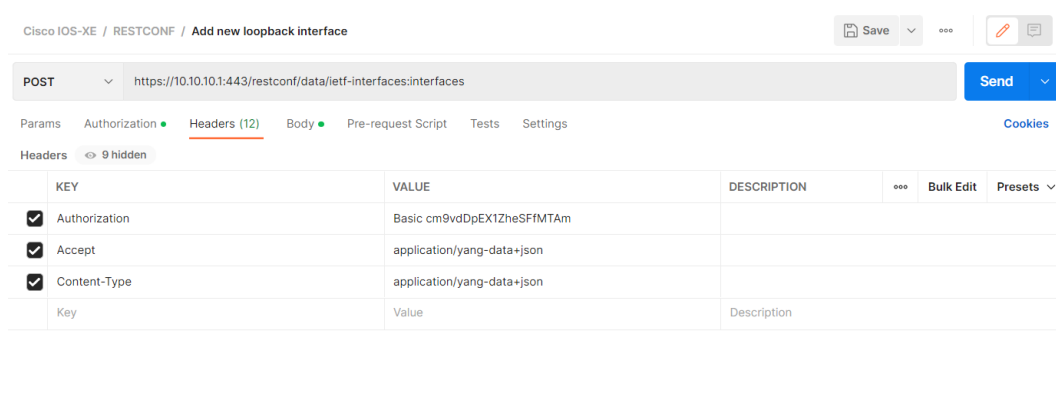 Cisco IOS-XE / RESTCONF / Add new loopback interface Save
POST https://10.10.10.1:443/restconf/data/ietf-interfaces:interfaces Send
Params Authorization Headers (12) Body Pre-request Script Tests Settings Cookies
Headers 9 hidden
KEY VALUE DESCRIPTION Bulk Edit Presets
Authorization Basic cm9vdDpEX1ZheSFfMTAm
Accept application/yang-data+json
Content-Type application/yang-data+json
Key Value Description